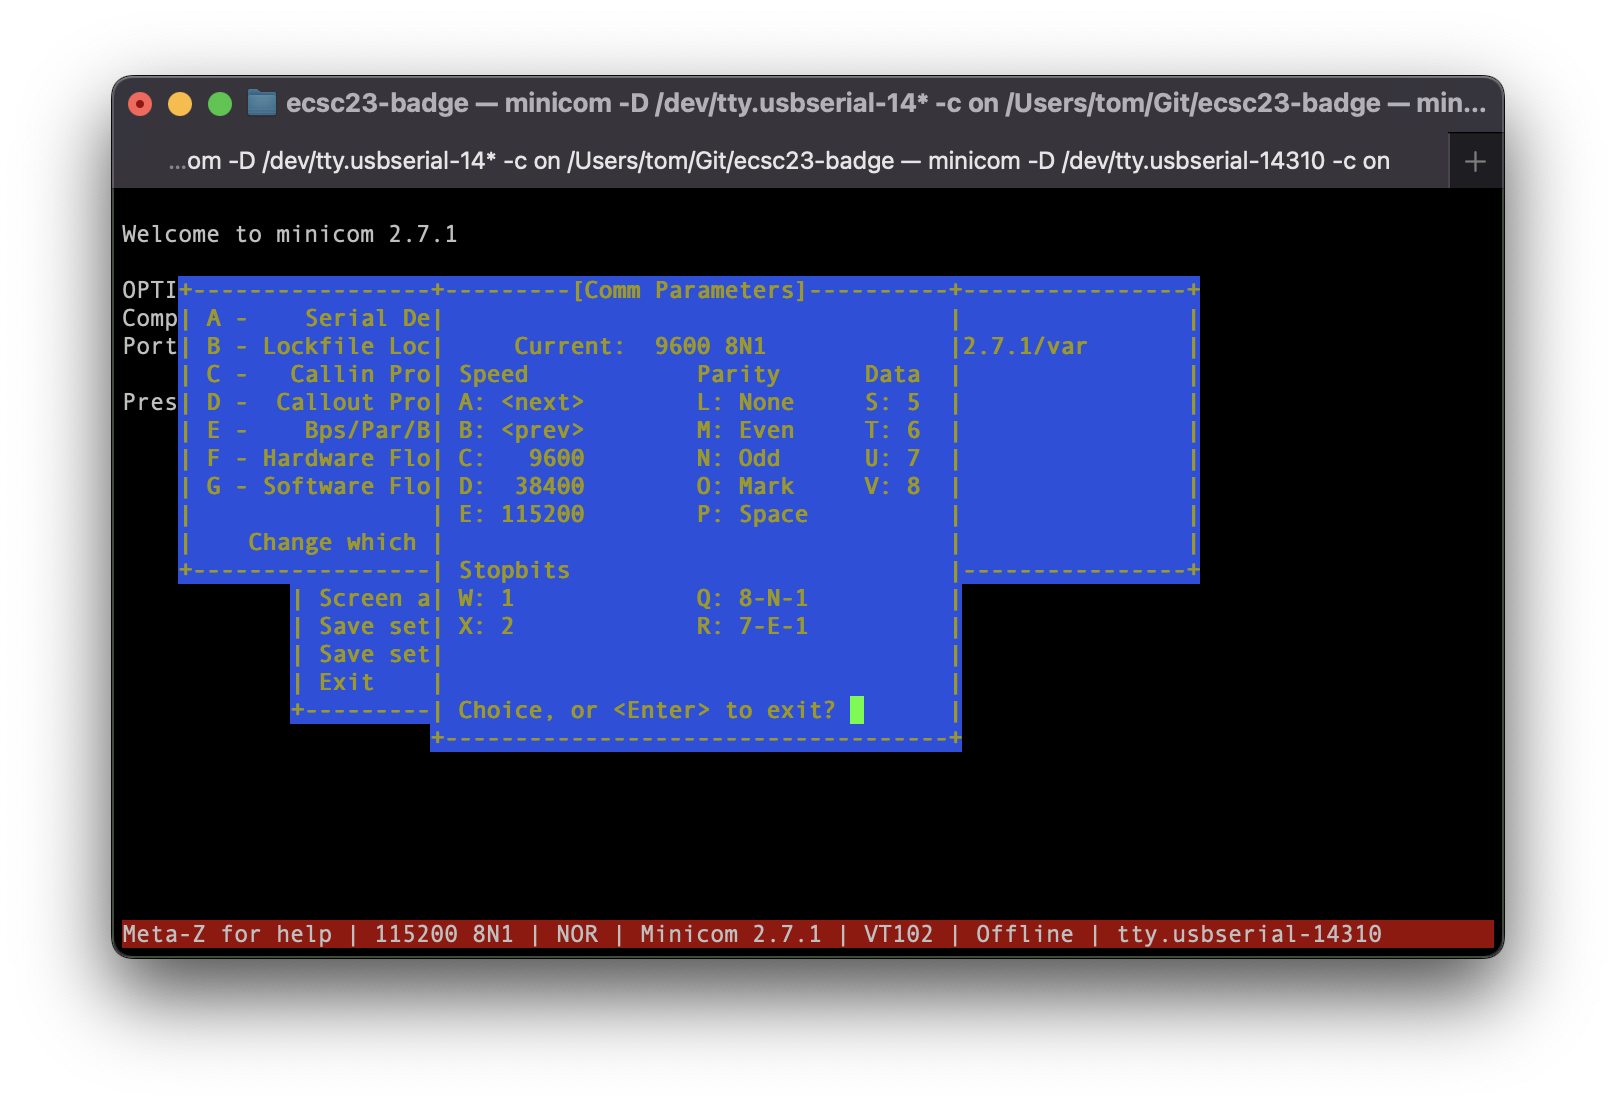 ecsc23-badge — minicom -D /dev/tty.usbserial-14* -c on /Users/tom/Git/ecsc23-badge — min...
...om -D /dev/tty.usbserial-14* -c on /Users/tom/Git/ecsc23-badge — minicom -D /dev/tty.usbserial-14310 -c on +
Welcome to minicom 2.7.1
OPTI+-----------------+---------[Comm Parameters]----------+----------------+
Comp| A -    Serial De|                                    |                |
Port| B - Lockfile Loc|     Current:  9600 8N1             |2.7.1/var       |
    | C -   Callin Pro| Speed            Parity      Data  |                |
Pres| D -  Callout Pro| A: <next>        L: None     S: 5  |                |
    | E -    Bps/Par/B| B: <prev>        M: Even     T: 6  |                |
    | F - Hardware Flo| C:   9600        N: Odd      U: 7  |                |
    | G - Software Flo| D:  38400        O: Mark     V: 8  |                |
    |                 | E: 115200        P: Space          |                |
    |    Change which |                                    |                |
    +-----------------| Stopbits                           |----------------+
            | Screen a| W: 1             Q: 8-N-1          |
            | Save set| X: 2             R: 7-E-1          |
            | Save set|                                    |
            | Exit    |                                    |
            +---------| Choice, or <Enter> to exit?        |
                      +------------------------------------+
Meta-Z for help | 115200 8N1 | NOR | Minicom 2.7.1 | VT102 | Offline | tty.usbserial-14310